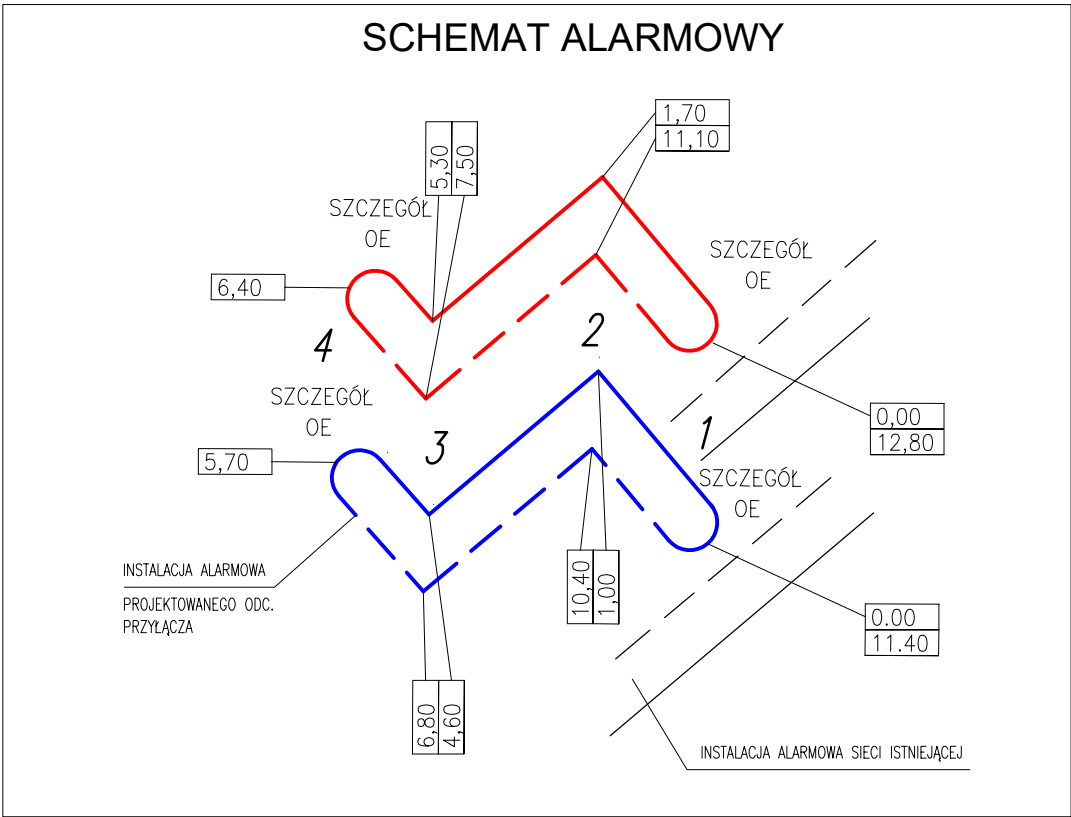 SCHEMAT ALARMOWY
1,70
11,10
5,30
7,50
SZCZEGÓŁ
OE
SZCZEGÓŁ
OE
6,40
4
2
SZCZEGÓŁ
OE
0,00
12,80
3
1
5,70
SZCZEGÓŁ
OE
10,40
1,00
INSTALACJA ALARMOWA
PROJEKTOWANEGO ODC.
PRZYŁĄCZA
0.00
11.40
6,80
4,60
INSTALACJA ALARMOWA SIECI ISTNIEJĄCEJ